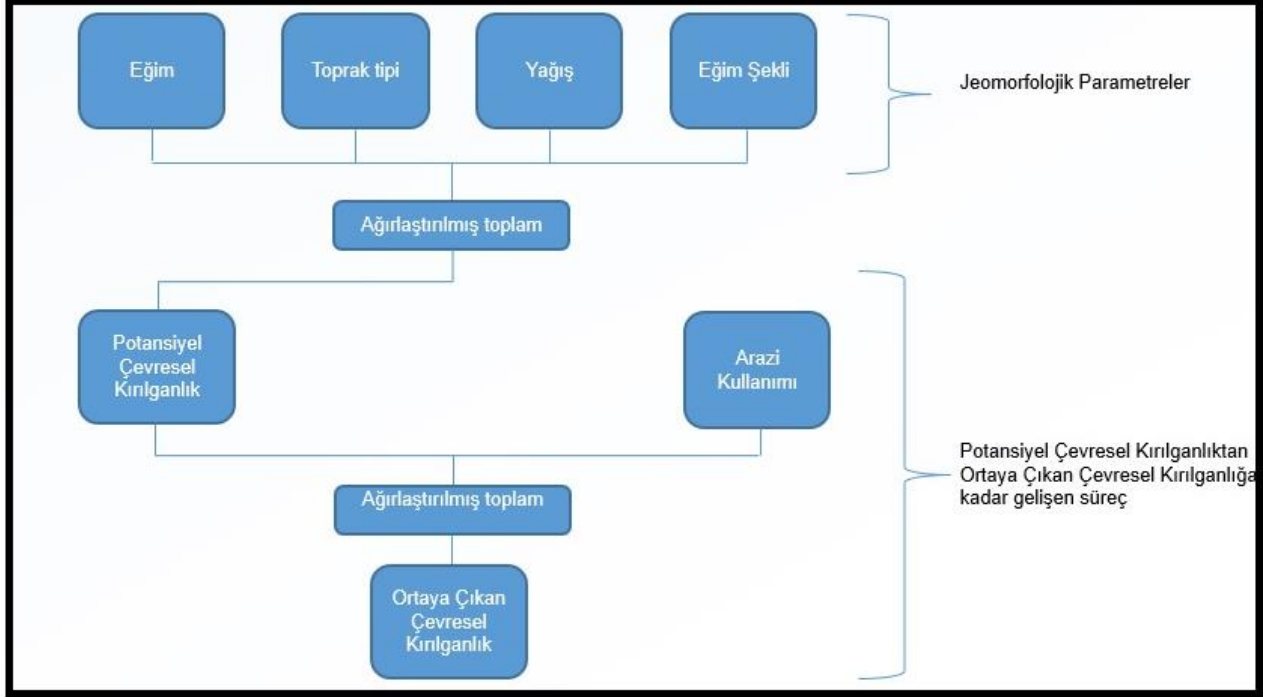 Eğim
Toprak tipi
Yağış
Eğim Şekli
Jeomorfolojik Parametreler
Ağırlaştırılmış toplam
Potansiyel
Çevresel
Kırılganlık
Arazi
Kullanımı
Potansiyel Çevresel Kırılganlıktan
Ortaya Çıkan Çevresel Kırılganlığa
kadar gelişen süreç
Ağırlaştırılmış toplam
Ortaya Çıkan
Çevresel
Kırılganlık